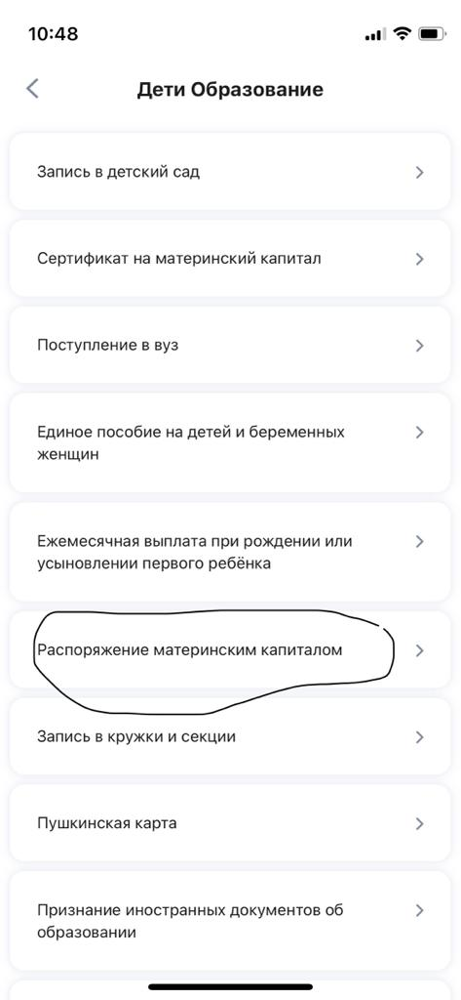 10:48
Дети Образование
Запись в детский сад
Сертификат на материнский капитал
Поступление в вуз
Единое пособие на детей и беременных
женщин
Ежемесячная выплата при рождении или
усыновлении первого ребёнка
Распоряжение материнским капиталом
Запись в кружки и секции
Пушкинская карта
Признание иностранных документов об
образовании